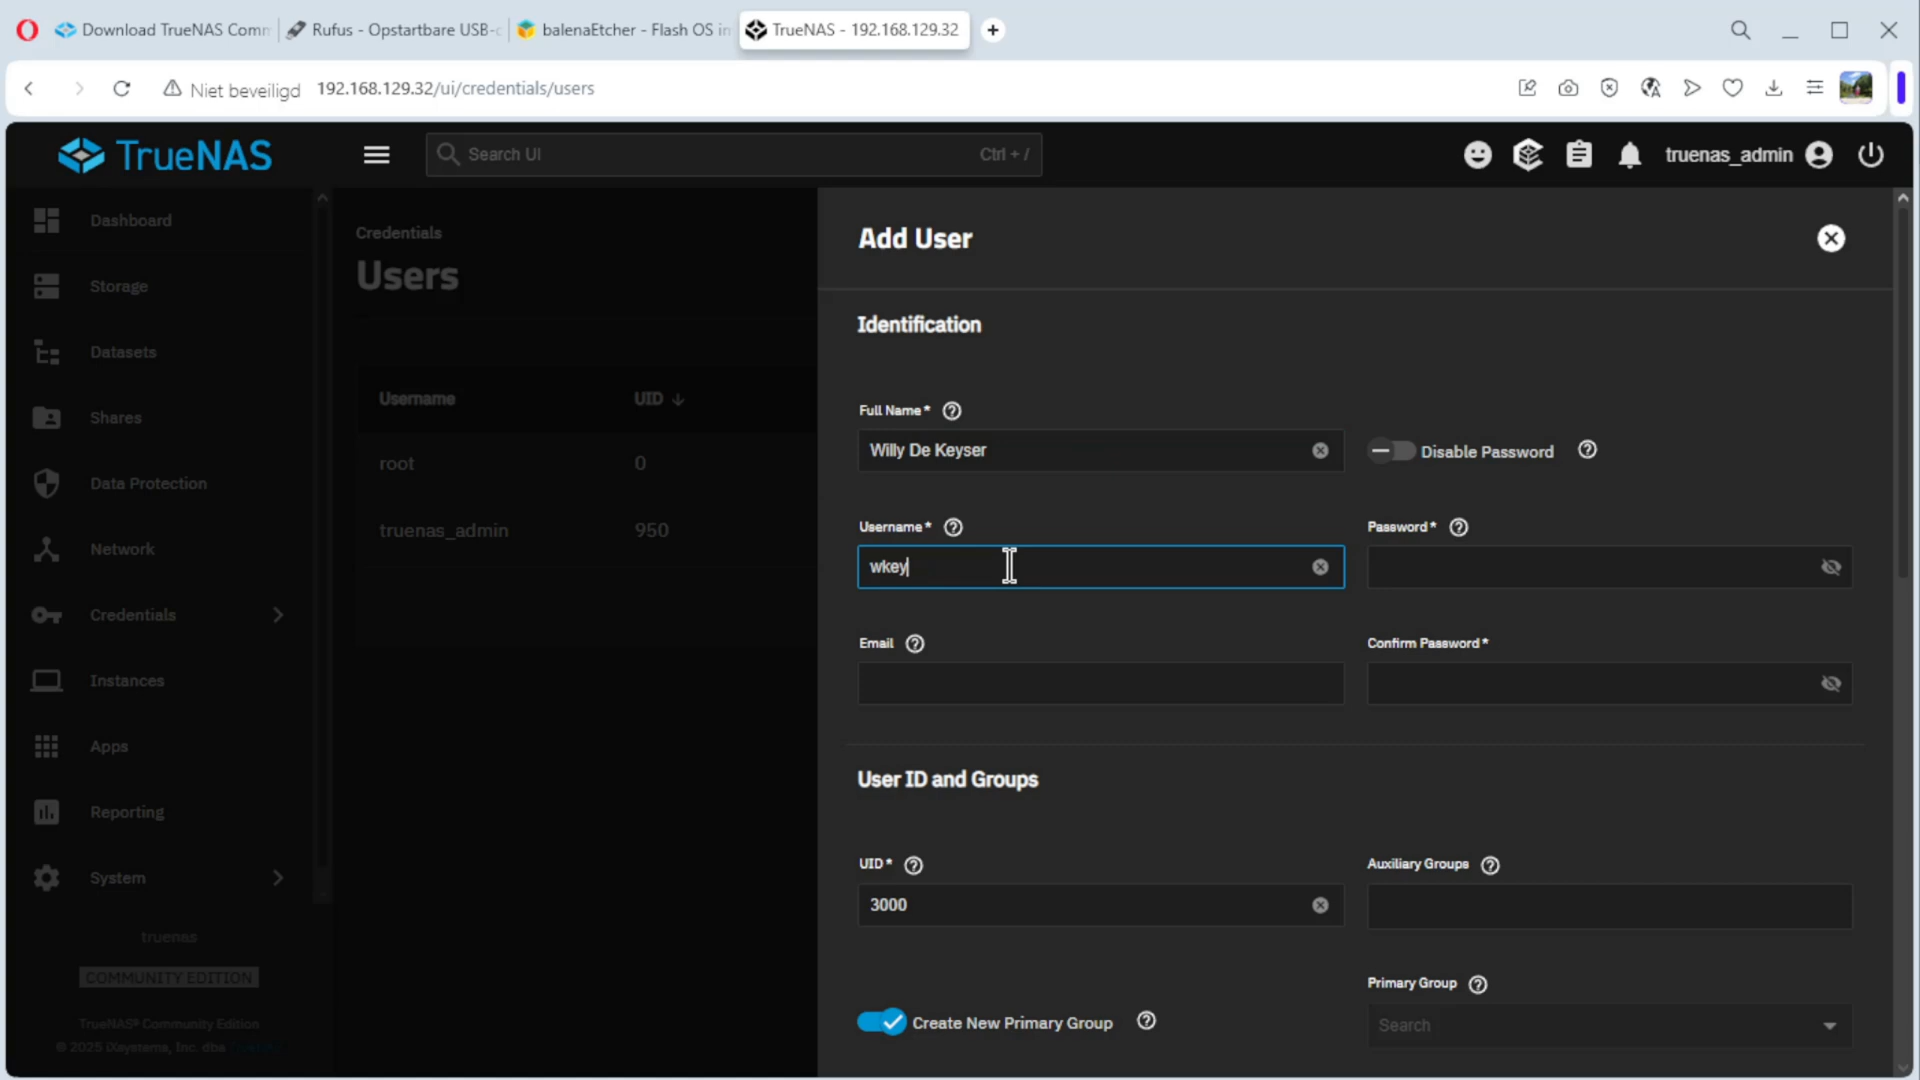 Download TrueNAS Comm
Rufus - Opstartbare USB-c
balenaEtcher - Flash OS in
TrueNAS - 192.168.129.32
Niet beveiligd
192.168.129.32/ui/credentials/users
TrueNAS
Search UI
Ctrl + /
truenas_admin
Dashboard
Storage
Datasets
Shares
Data Protection
Network
Credentials
Instances
Apps
Reporting
System
truenas
COMMUNITY EDITION
TrueNAS® Community Edition
© 2025 iXsystems, Inc. dba
Credentials
Users
Username
UID
root
0
truenas_admin
950
Add User
Identification
Full Name*
Willy De Keyser
Disable Password
Username*
wkey
Password*
Email
Confirm Password*
User ID and Groups
UID*
3000
Auxiliary Groups
Create New Primary Group
Primary Group
Search